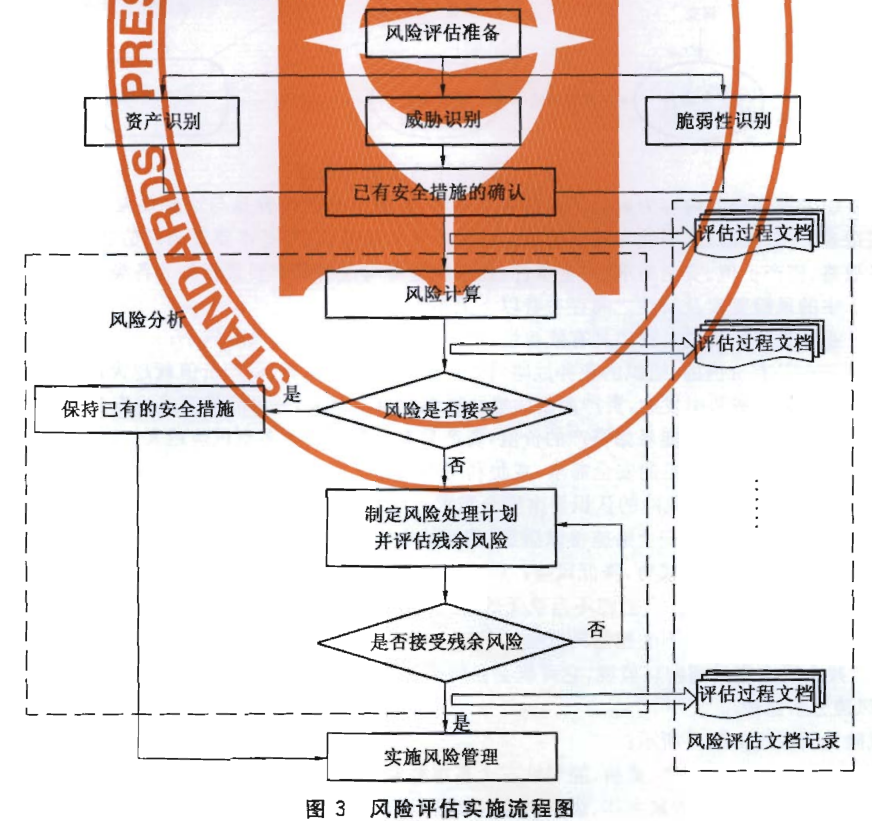 风险评估准备
资产识别
威胁识别
脆弱性识别
已有安全措施的确认
评估过程文档
风险计算
风险分析
评估过程文档
是
保持已有的安全措施
风险是否接受
否
制定风险处理计划
并评估残余风险
......
是否接受残余风险
否
评估过程文档
是
风险评估文档记录
实施风险管理
图 3 风险评估实施流程图
STANDARDS PRES